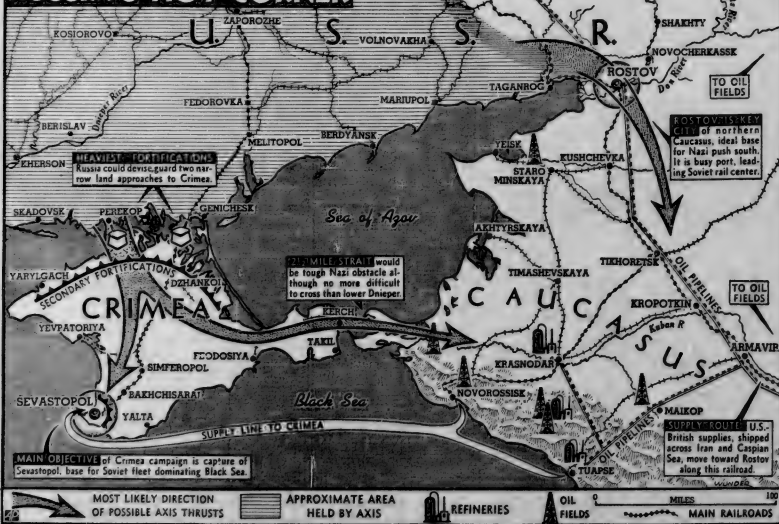 ZAPOROZHE
SHAKHTY
KOSIOROVO
U. S. S. R.
VOLNOVAKHA
NOVOCHERKASSK
ROSTOV
Don River
TO OIL
FIELDS
Dnieper River
FEDOROVKA
MARIUPOL
TAGANROG
BERISLAV
ROSTOV IS KEY
CITY of northern
Caucasus, ideal base
for Nazi push south.
It is busy port, lead-
ing Soviet rail center.
MELITOPOL
BERDYANSK
YEISK
KUSHCHEVKA
KHERSON
HEAVIEST FORTIFICATIONS
Russia could devise guard two nar-
row land approaches to Crimea.
STARO
MINSKAYA
SKADOVSK
PEREKOP
GENICHESK
Sea of Azov
AKHTYRSKAYA
2½ MILE STRAIT would
be tough Nazi obstacle al-
though no more difficult
to cross than lower Dnieper.
TIKHORETSK
OIL PIPELINES
YARYLGACH
SECONDARY FORTIFICATIONS
DZHANKOI
TIMASHEVSKAYA
TO OIL
FIELDS
CRIMEA
CAUCASUS
KROPOTKIN
Kuban R
KERCH
YEVPATORIYA
TAKIL
ARMAVIR
FEODOSIYA
SIMFEROPOL
KRASNODAR
SEVASTOPOL
BAKHCHISARAI
Black Sea
NOVOROSSISK
YALTA
MAIKOP
SUPPLY LINE TO CRIMEA
OIL PIPELINES
SUPPLY ROUTE U.S.-
British supplies, shipped
across Iran and Caspian
Sea, move toward Rostov
along this railroad.
MAIN OBJECTIVE of Crimea campaign is capture of
Sevastopol, base for Soviet fleet dominating Black Sea.
TUAPSE
WUNDER
MOST LIKELY DIRECTION
OF POSSIBLE AXIS THRUSTS
APPROXIMATE AREA
HELD BY AXIS
REFINERIES
OIL
FIELDS
0 MILES 100
MAIN RAILROADS